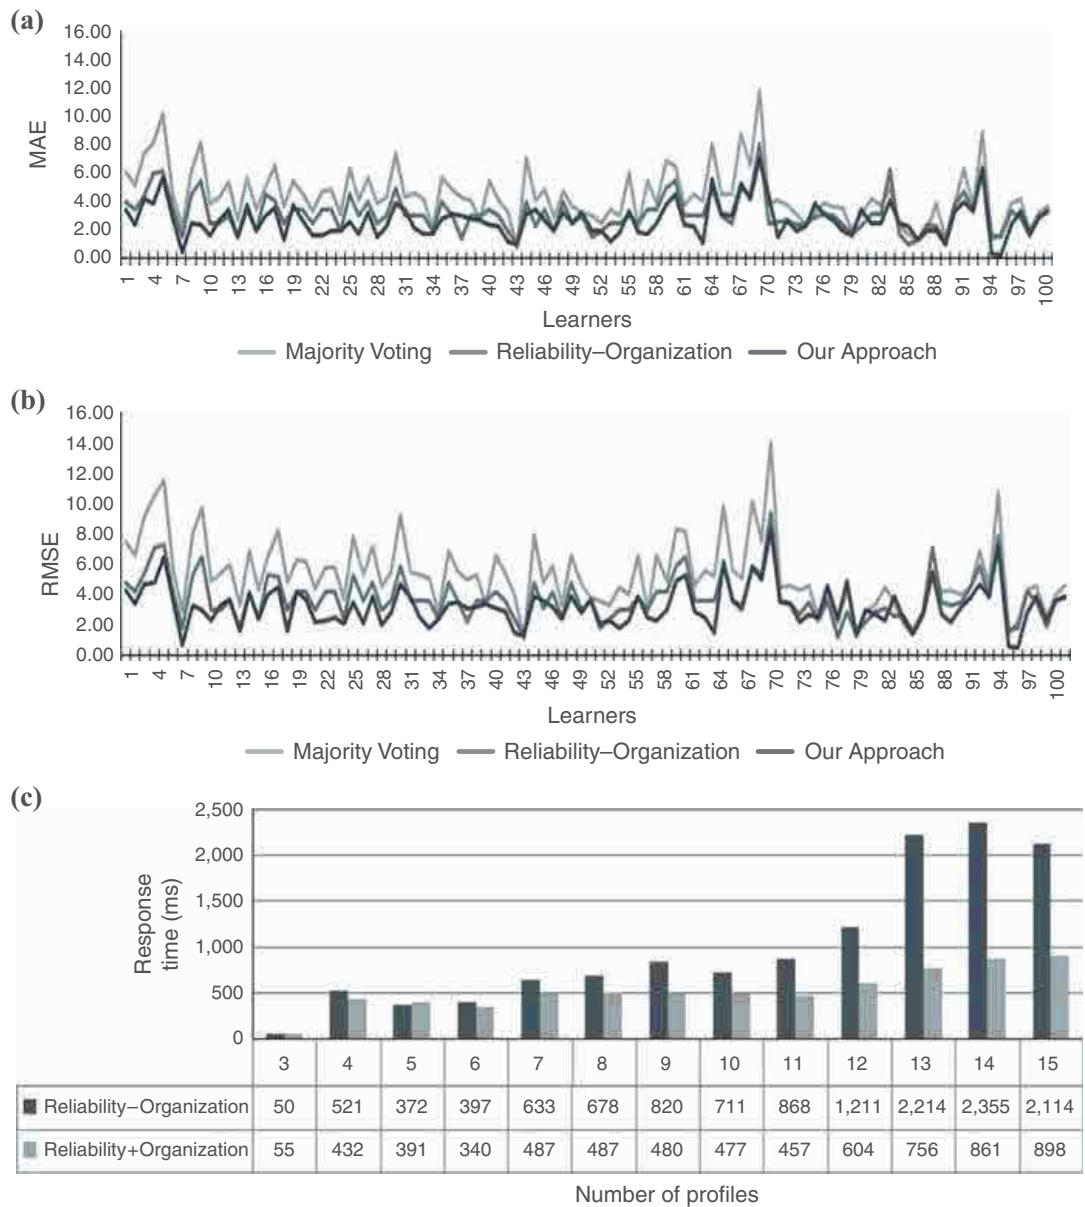 (a)
16.00
14.00
12.00
10.00
8.00
6.00
4.00
2.00
0.00
MAE
1 4 7 10 13 16 19 22 25 28 31 34 37 40 43 46 49 52 55 58 61 64 67 70 73 76 79 82 85 88 91 94 97 100
Learners
Majority Voting Reliability–Organization Our Approach
(b)
16.00
14.00
12.00
10.00
8.00
6.00
4.00
2.00
0.00
RMSE
1 4 7 10 13 16 19 22 25 28 31 34 37 40 43 46 49 52 55 58 61 64 67 70 73 76 79 82 85 88 91 94 97 100
Learners
Majority Voting Reliability–Organization Our Approach
(c)
2,500
2,000
1,500
1,000
500
0
Response
time (ms)
3 4 5 6 7 8 9 10 11 12 13 14 15
Reliability–Organization 50 521 372 397 633 678 820 711 868 1,211 2,214 2,355 2,114
Reliability+Organization 55 432 391 340 487 487 480 477 457 604 756 861 898
Number of profiles